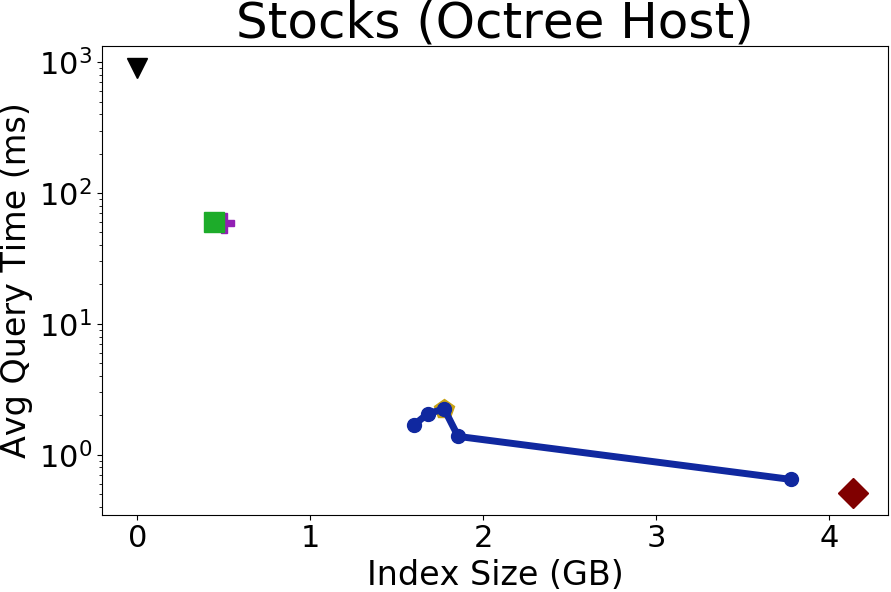 Stocks (Octree Host)
Avg Query Time (ms)
10³
10²
10¹
10⁰
0 1 2 3 4
Index Size (GB)